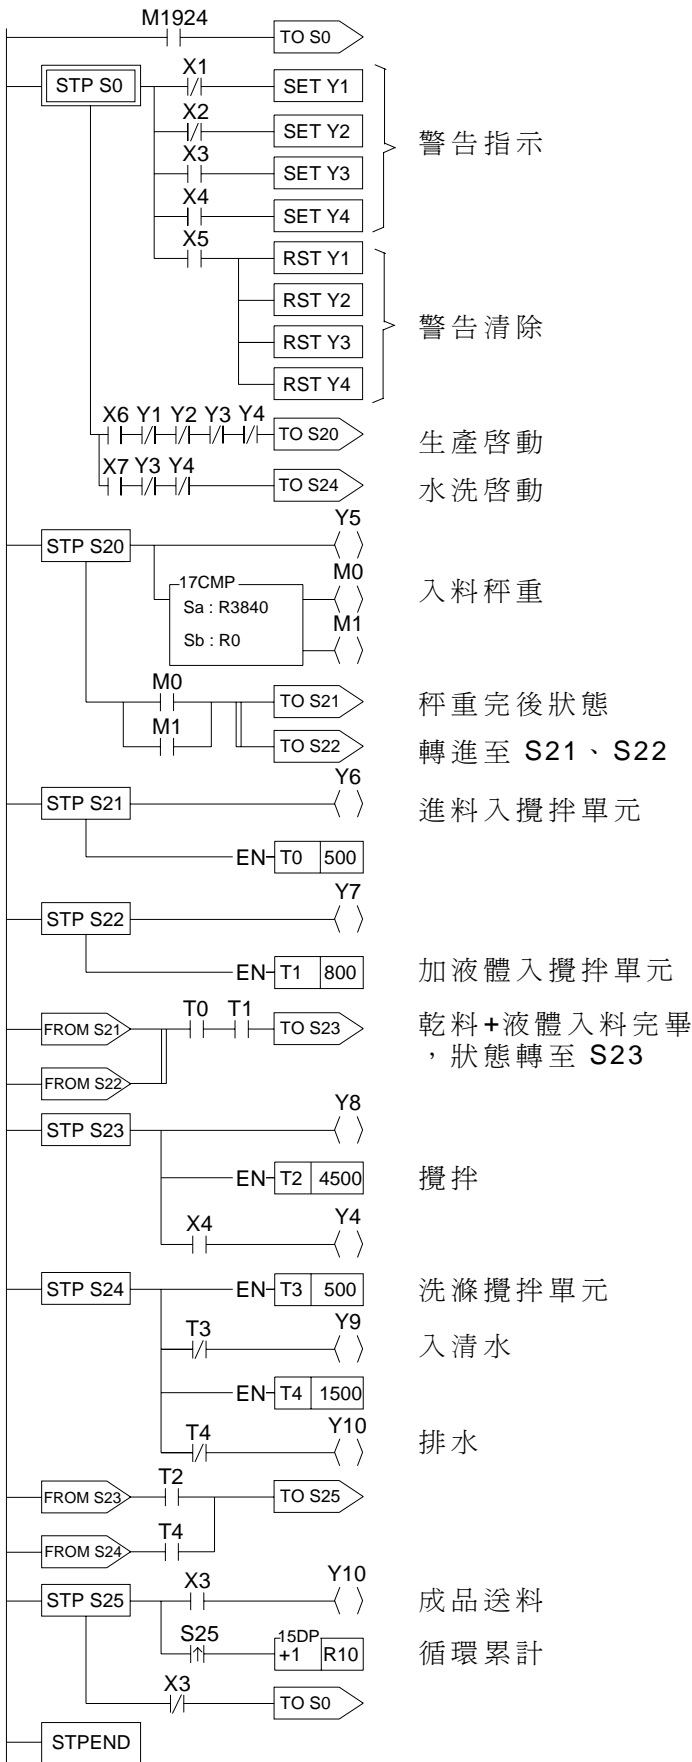 M1924
TO S0
STP S0
X1
SET Y1
X2
SET Y2
X3
SET Y3
X4
SET Y4
警告指示
X5
RST Y1
RST Y2
RST Y3
RST Y4
警告清除
X6 Y1 Y2 Y3 Y4
TO S20
生產啓動
X7 Y3 Y4
TO S24
水洗啓動
STP S20
Y5
17CMP
Sa : R3840
Sb : R0
M0
M1
入料秤重
M0
TO S21
秤重完後狀態
M1
TO S22
轉進至 S21、S22
STP S21
Y6
進料入攪拌單元
EN T0 500
STP S22
Y7
EN T1 800
加液體入攪拌單元
FROM S21
T0 T1
TO S23
乾料+液體入料完畢
，狀態轉至 S23
FROM S22
STP S23
Y8
EN T2 4500
攪拌
X4
Y4
STP S24
EN T3 500
洗滌攪拌單元
T3
Y9
入清水
EN T4 1500
T4
Y10
排水
FROM S23
T2
TO S25
FROM S24
T4
STP S25
X3
Y10
成品送料
S25
15DP
+1 R10
循環累計
X3
TO S0
STPEND